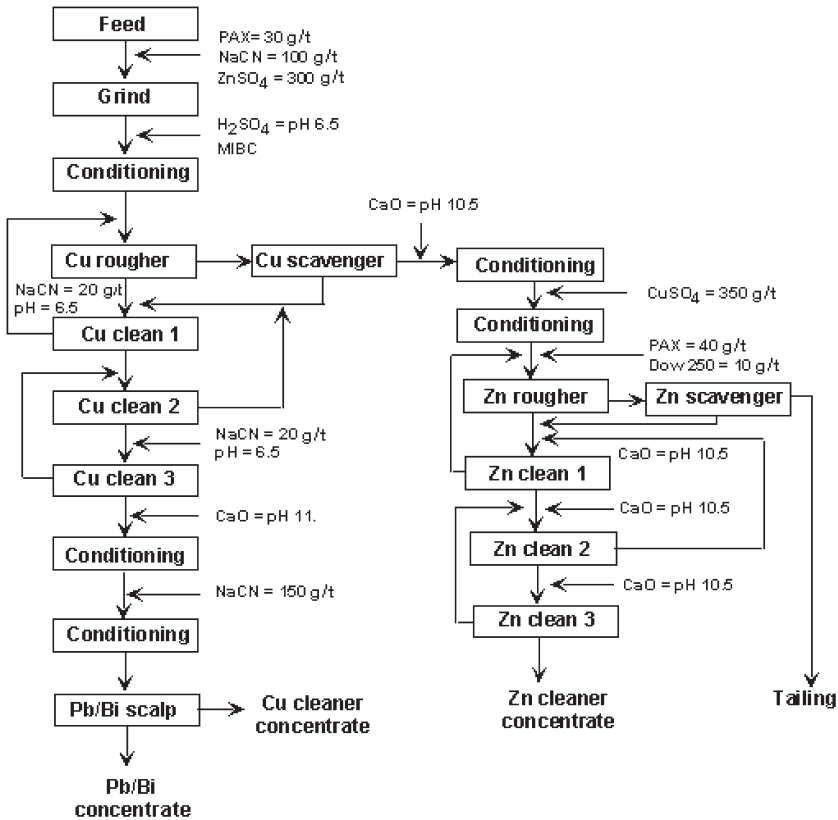 Feed
PAX= 30 g/t
NaCN = 100 g/t
ZnSO₄ = 300 g/t
Grind
H₂SO₄ = pH 6.5
MIBC
Conditioning
Cu rougher
NaCN = 20 g/t
pH = 6.5
Cu scavenger
CaO = pH 10.5
Conditioning
CuSO₄ = 350 g/t
Conditioning
PAX = 40 g/t
Dow 250 = 10 g/t
Cu clean 1
Cu clean 2
NaCN = 20 g/t
pH = 6.5
Cu clean 3
CaO = pH 11.
Conditioning
NaCN = 150 g/t
Conditioning
Pb/Bi scalp
Cu cleaner
concentrate
Pb/Bi
concentrate
Zn rougher
Zn scavenger
CaO = pH 10.5
Zn clean 1
CaO = pH 10.5
Zn clean 2
CaO = pH 10.5
Zn clean 3
Zn cleaner
concentrate
Tailing